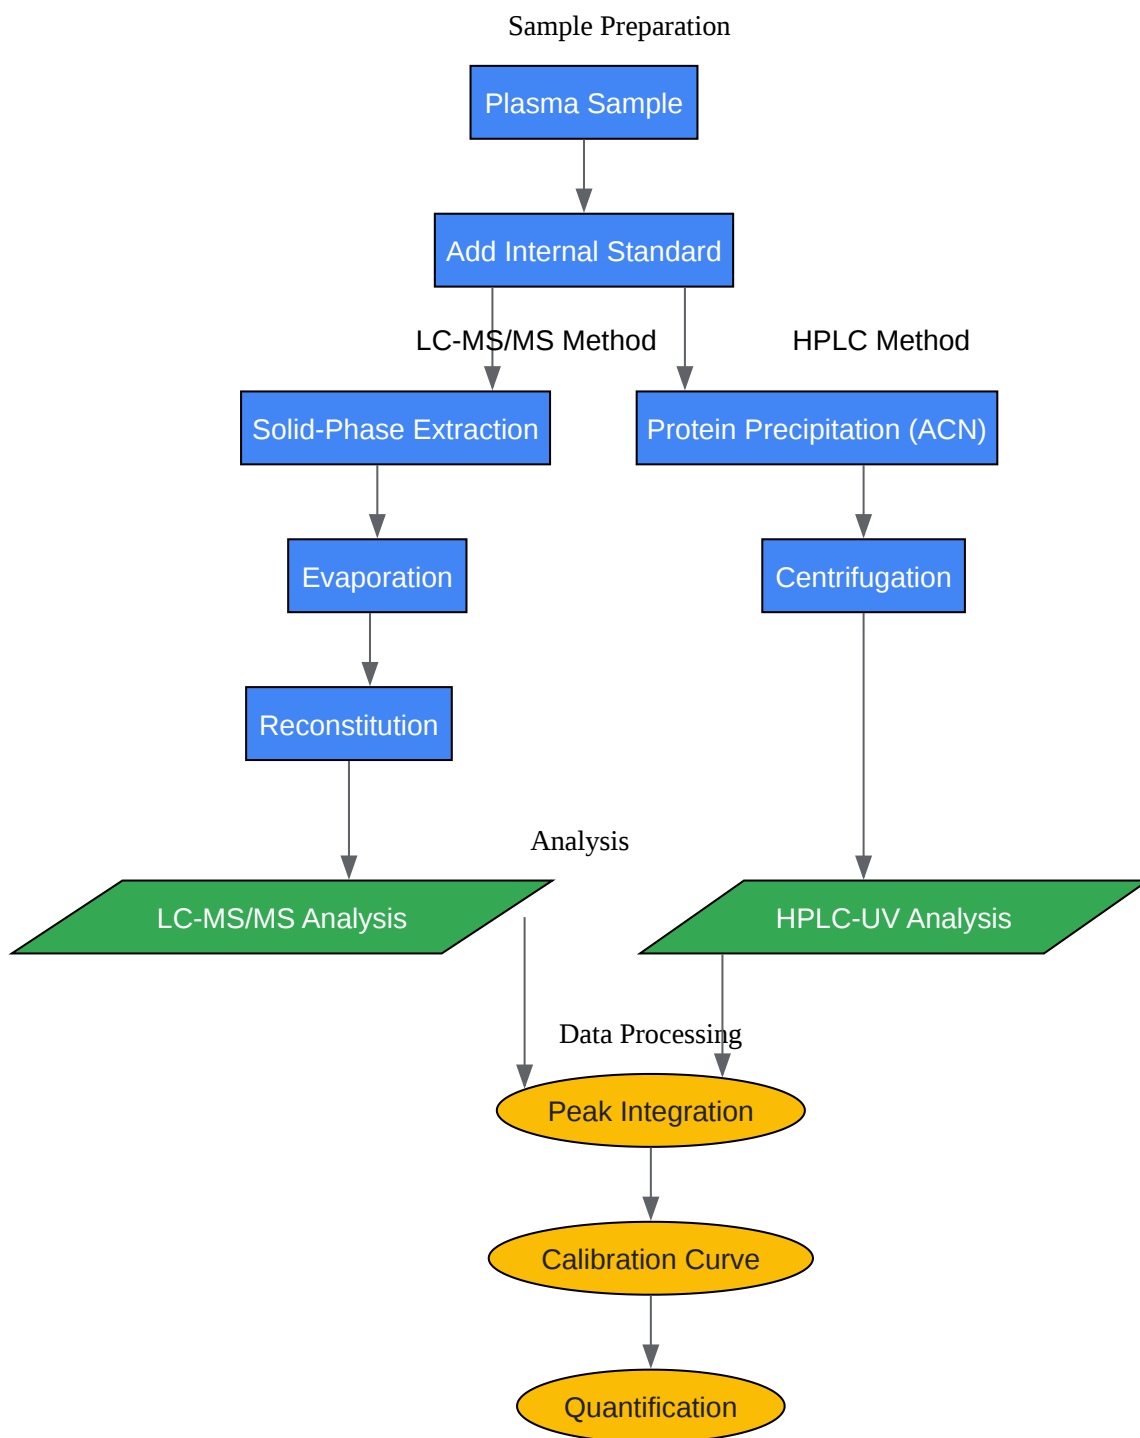 Sample Preparation
Plasma Sample
Add Internal Standard
LC-MS/MS Method
HPLC Method
Solid-Phase Extraction
Protein Precipitation (ACN)
Evaporation
Centrifugation
Reconstitution
Analysis
LC-MS/MS Analysis
HPLC-UV Analysis
Data Processing
Peak Integration
Calibration Curve
Quantification